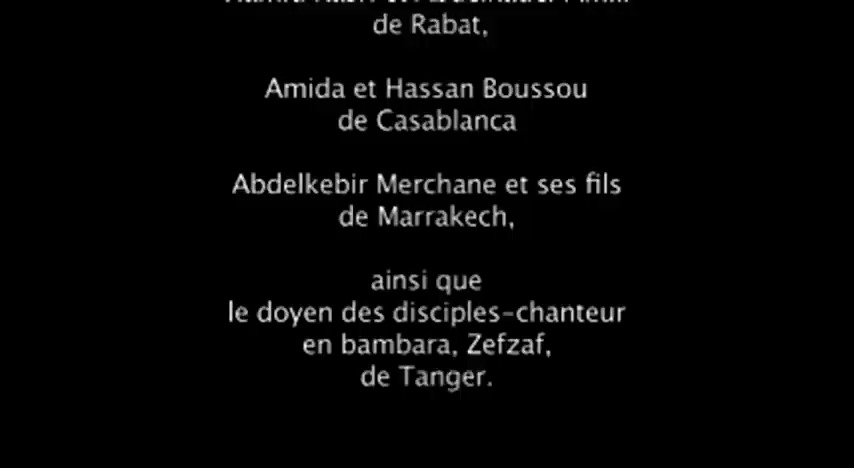 de Rabat,
Amida et Hassan Boussou
de Casablanca
Abdelkebir Merchane et ses fils
de Marrakech,
ainsi que
le doyen des disciples-chanteur
en bambara, Zefzaf,
de Tanger.